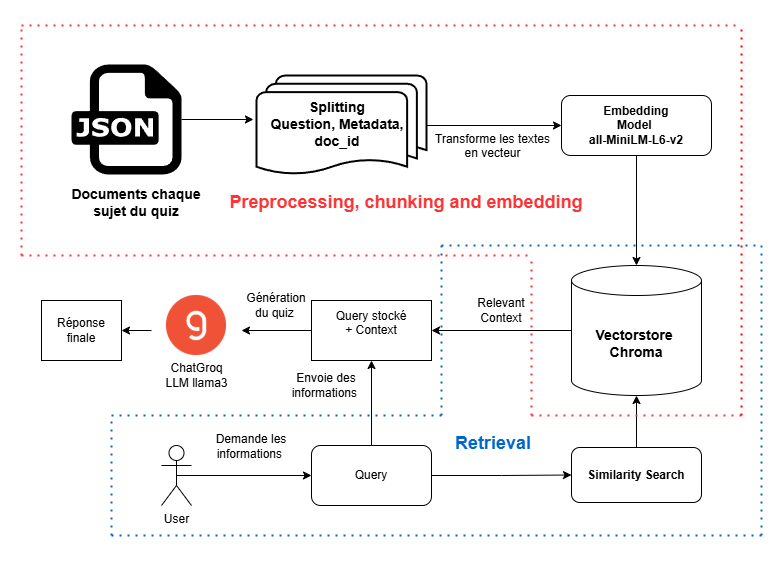 JSON
Documents chaque
sujet du quiz
Splitting
Question, Metadata,
doc_id
Transforme les textes
en vecteur
Embedding
Model
all-MiniLM-L6-v2
Preprocessing, chunking and embedding
Réponse
finale
ChatGroq
LLM llama3
Génération
du quiz
Query stocké
+ Context
Relevant
Context
Vectorstore
Chroma
Envoie des
informations
Retrieval
Demande les
informations
User
Query
Similarity Search